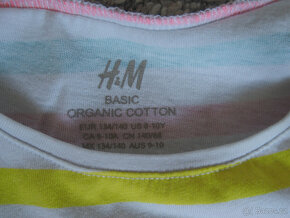 H&M
BASIC
ORGANIC COTTON
EUR 134/140 US 8-10Y
CA 8-10A CN 140/64
MX 134/140 AUS 9-10